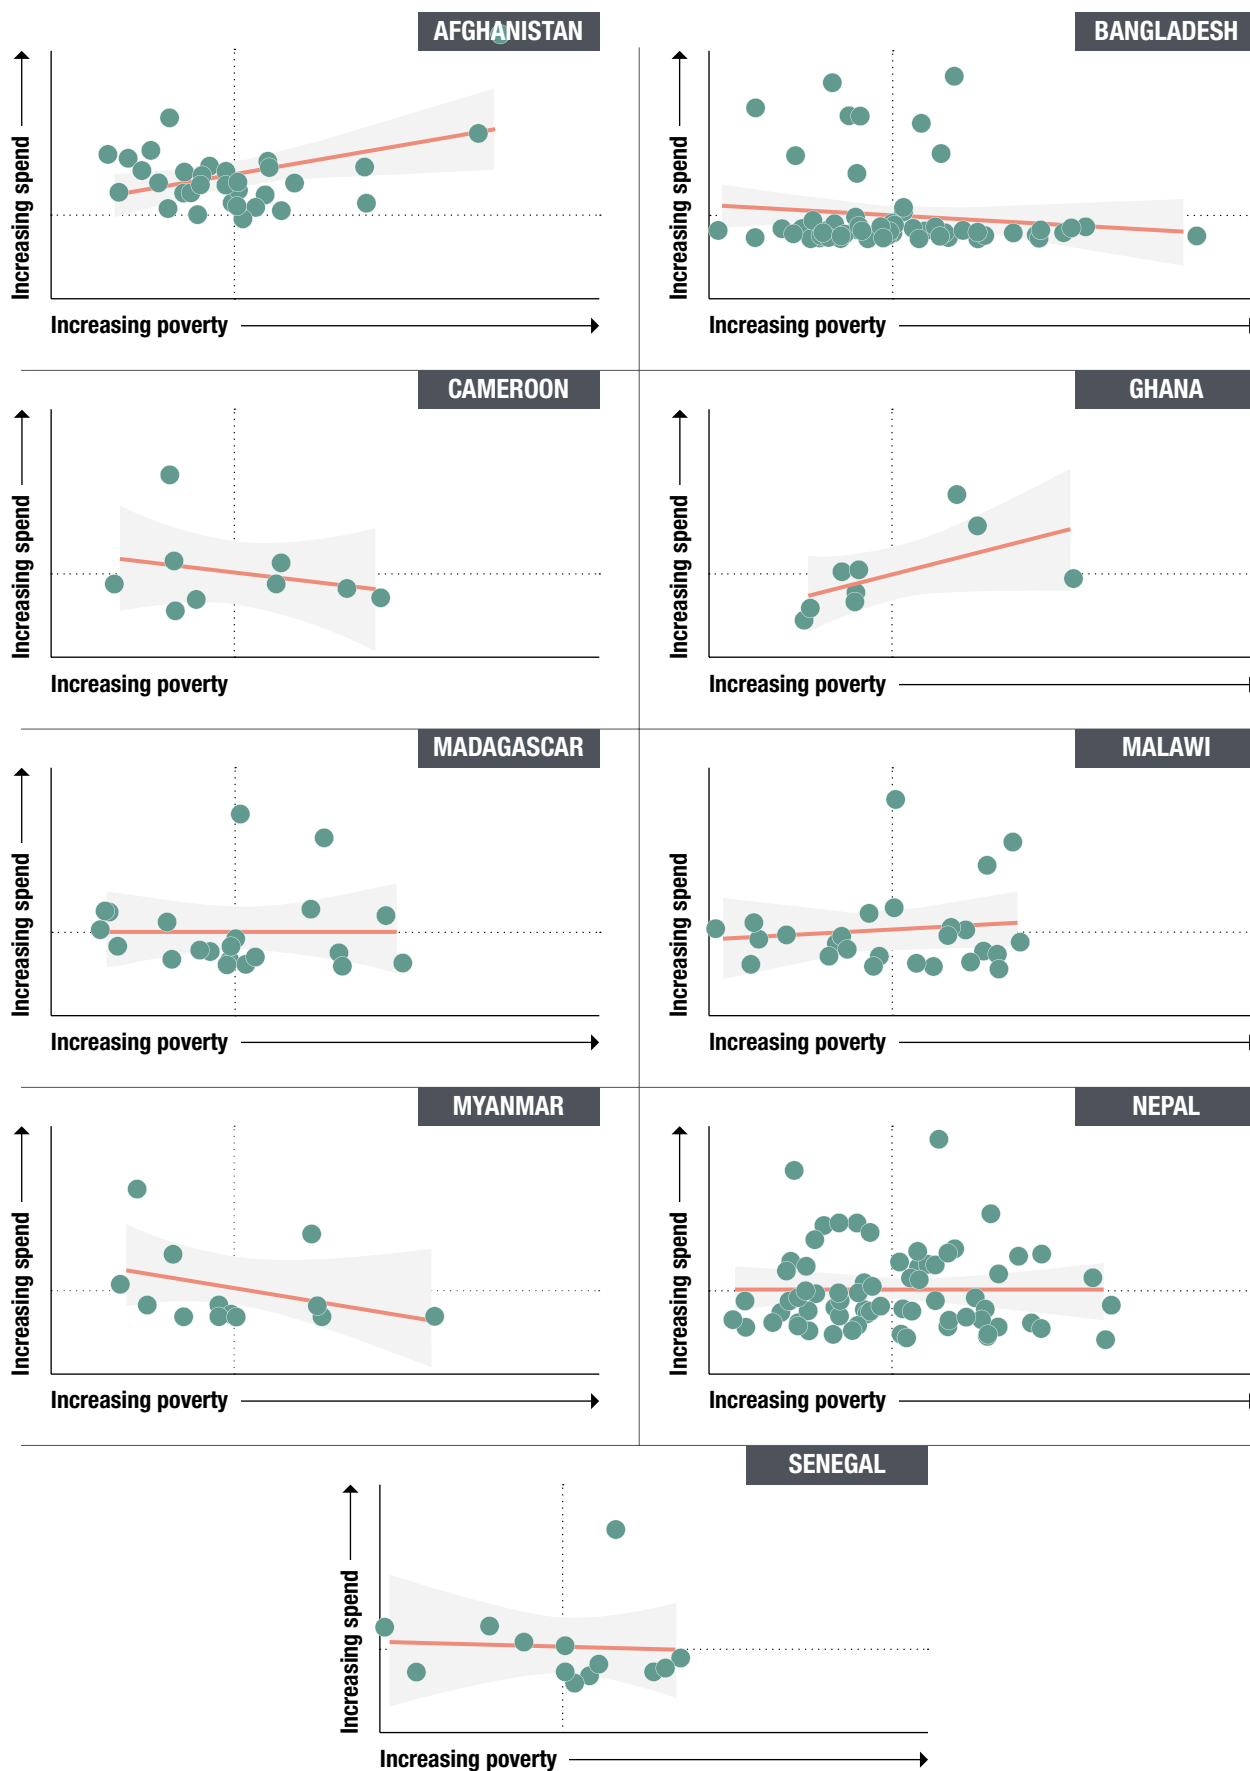 AFGHANISTAN
Increasing spend
Increasing poverty
BANGLADESH
Increasing spend
Increasing poverty
CAMEROON
Increasing spend
Increasing poverty
GHANA
Increasing spend
Increasing poverty
MADAGASCAR
Increasing spend
Increasing poverty
MALAWI
Increasing spend
Increasing poverty
MYANMAR
Increasing spend
Increasing poverty
NEPAL
Increasing spend
Increasing poverty
SENEGAL
Increasing spend
Increasing poverty